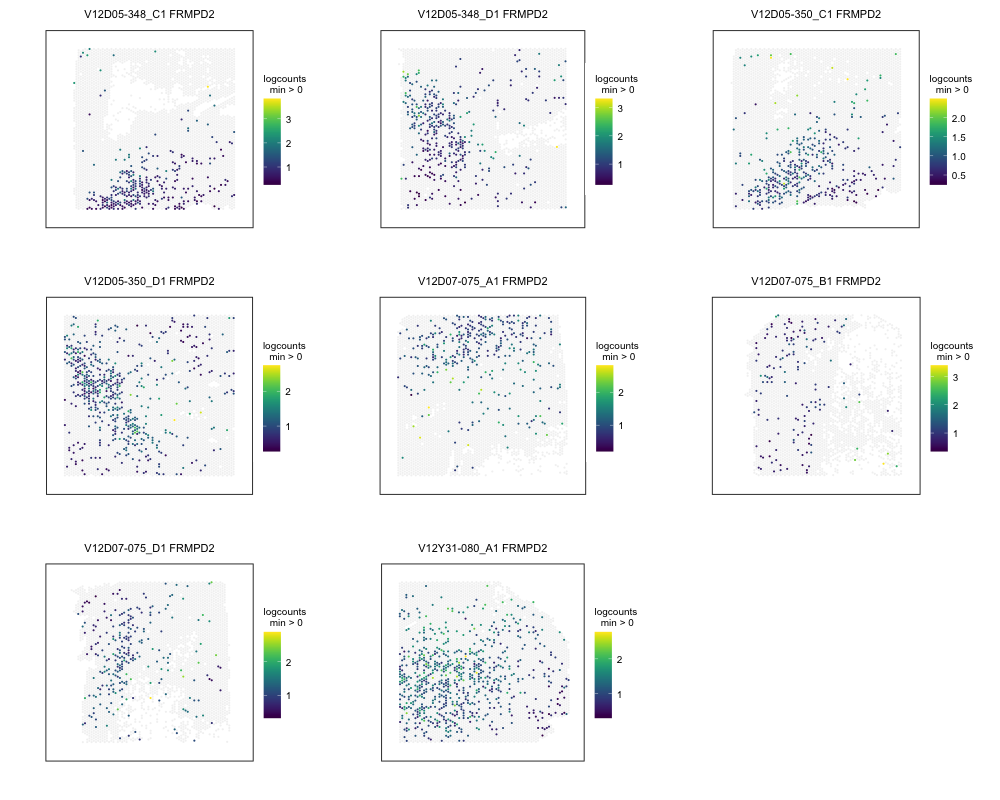 V12D05-348_C1 FRMPD2
logcounts
min > 0
3
2
1
V12D05-348_D1 FRMPD2
logcounts
min > 0
3
2
1
V12D05-350_C1 FRMPD2
logcounts
min > 0
2.0
1.5
1.0
0.5
V12D05-350_D1 FRMPD2
logcounts
min > 0
2
1
V12D07-075_A1 FRMPD2
logcounts
min > 0
2
1
V12D07-075_B1 FRMPD2
logcounts
min > 0
3
2
1
V12D07-075_D1 FRMPD2
logcounts
min > 0
2
1
V12Y31-080_A1 FRMPD2
logcounts
min > 0
2
1